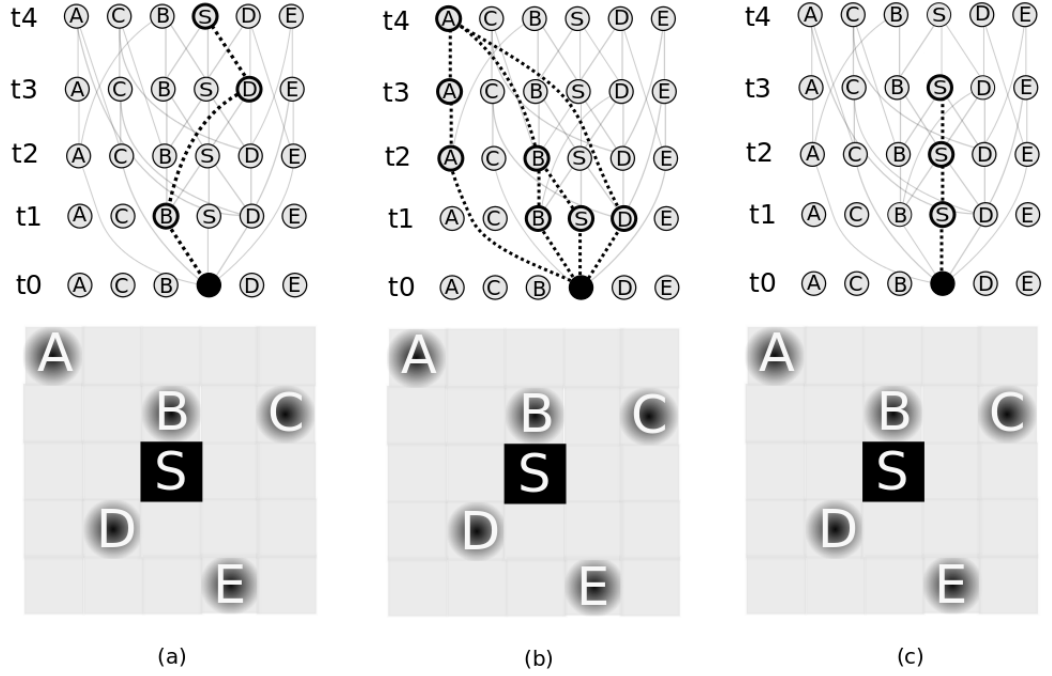 t4 A C B S D E
t3 A C B S D E
t2 A C B S D E
t1 A C B S D E
t0 A C B D E
A
B C
S
D
E
(a)
t4 A C B S D E
t3 A C B S D E
t2 A C B S D E
t1 A C B S D E
t0 A C B D E
A
B C
S
D
E
(b)
t4 A C B S D E
t3 A C B S D E
t2 A C B S D E
t1 A C B S D E
t0 A C B D E
A
B C
S
D
E
(c)